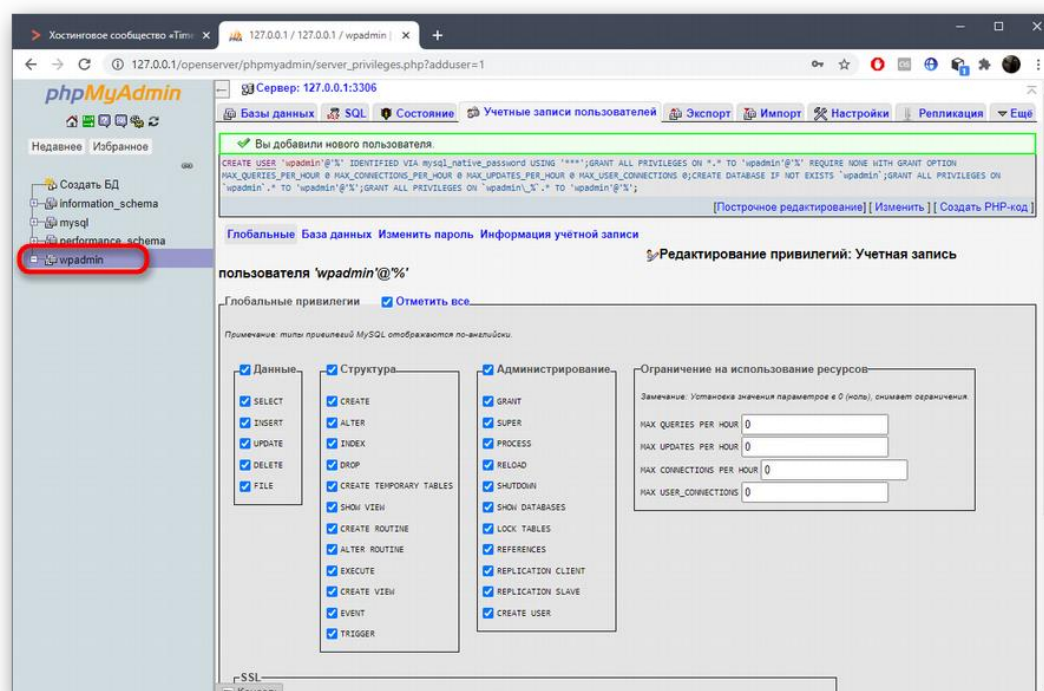 Хостинговое сообщество «Tim
127.0.0.1 / 127.0.0.1 / wpadmin |
127.0.0.1/openserver/phpmyadmin/server_privileges.php?adduser=1
phpMyAdmin
Недавнее Избранное
Создать БД
information_schema
mysql
performance_schema
wpadmin
Сервер: 127.0.0.1:3306
Базы данных SQL Состояние Учетные записи пользователей Экспорт Импорт Настройки Репликация Ещё
Вы добавили нового пользователя.
CREATE USER 'wpadmin'@'%' IDENTIFIED VIA mysql_native_password USING '***';GRANT ALL PRIVILEGES ON *.* TO 'wpadmin'@'%' REQUIRE NONE WITH GRANT OPTION
MAX_QUERIES_PER_HOUR 0 MAX_CONNECTIONS_PER_HOUR 0 MAX_UPDATES_PER_HOUR 0 MAX_USER_CONNECTIONS 0;CREATE DATABASE IF NOT EXISTS `wpadmin`;GRANT ALL PRIVILEGES ON
`wpadmin`.* TO 'wpadmin'@'%';GRANT ALL PRIVILEGES ON `wpadmin\_%`.* TO 'wpadmin'@'%';
[Построчное редактирование] [ Изменить ] [ Создать PHP-код ]
Глобальные База данных Изменить пароль Информация учётной записи
Редактирование привилегий: Учетная запись
пользователя 'wpadmin'@'%'
Глобальные привилегии Отметить все
Примечание: типы привилегий MySQL отображаются по-английски.
Данные
SELECT
INSERT
UPDATE
DELETE
FILE
Структура
CREATE
ALTER
INDEX
DROP
CREATE TEMPORARY TABLES
SHOW VIEW
CREATE ROUTINE
ALTER ROUTINE
EXECUTE
CREATE VIEW
EVENT
TRIGGER
Администрирование
GRANT
SUPER
PROCESS
RELOAD
SHUTDOWN
SHOW DATABASES
LOCK TABLES
REFERENCES
REPLICATION CLIENT
REPLICATION SLAVE
CREATE USER
Ограничение на использование ресурсов
Замечание: Установка значения параметров в 0 (ноль), снимает ограничения.
MAX QUERIES PER HOUR 0
MAX UPDATES PER HOUR 0
MAX CONNECTIONS PER HOUR 0
MAX USER_CONNECTIONS 0
SSL
Консоль